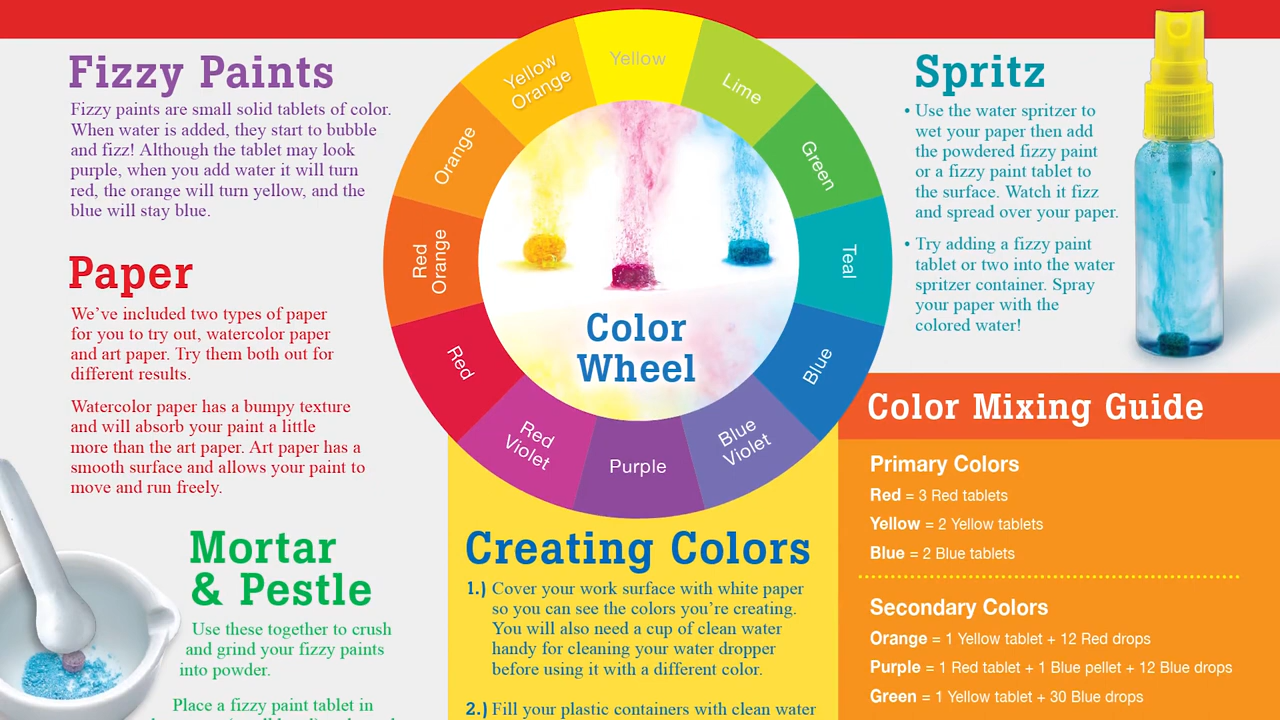 Fizzy Paints
Fizzy paints are small solid tablets of color.
When water is added, they start to bubble
and fizz! Although the tablet may look
purple, when you add water it will turn
red, the orange will turn yellow, and the
blue will stay blue.
Paper
We’ve included two types of paper
for you to try out, watercolor paper
and art paper. Try them both out for
different results.
Watercolor paper has a bumpy texture
and will absorb your paint a little
more than the art paper. Art paper has a
smooth surface and allows your paint to
move and run freely.
Mortar
& Pestle
Use these together to crush
and grind your fizzy paints
into powder.
Place a fizzy paint tablet in
Yellow
Lime
Green
Teal
Blue
Blue
Violet
Purple
Red
Violet
Red
Red
Orange
Orange
Yellow
Orange
Color
Wheel
Creating Colors
1.) Cover your work surface with white paper
so you can see the colors you’re creating.
You will also need a cup of clean water
handy for cleaning your water dropper
before using it with a different color.
2.) Fill your plastic containers with clean water
Spritz
• Use the water spritzer to
wet your paper then add
the powdered fizzy paint
or a fizzy paint tablet to
the surface. Watch it fizz
and spread over your paper.
• Try adding a fizzy paint
tablet or two into the water
spritzer container. Spray
your paper with the
colored water!
Color Mixing Guide
Primary Colors
Red = 3 Red tablets
Yellow = 2 Yellow tablets
Blue = 2 Blue tablets
Secondary Colors
Orange = 1 Yellow tablet + 12 Red drops
Purple = 1 Red tablet + 1 Blue pellet + 12 Blue drops
Green = 1 Yellow tablet + 30 Blue drops